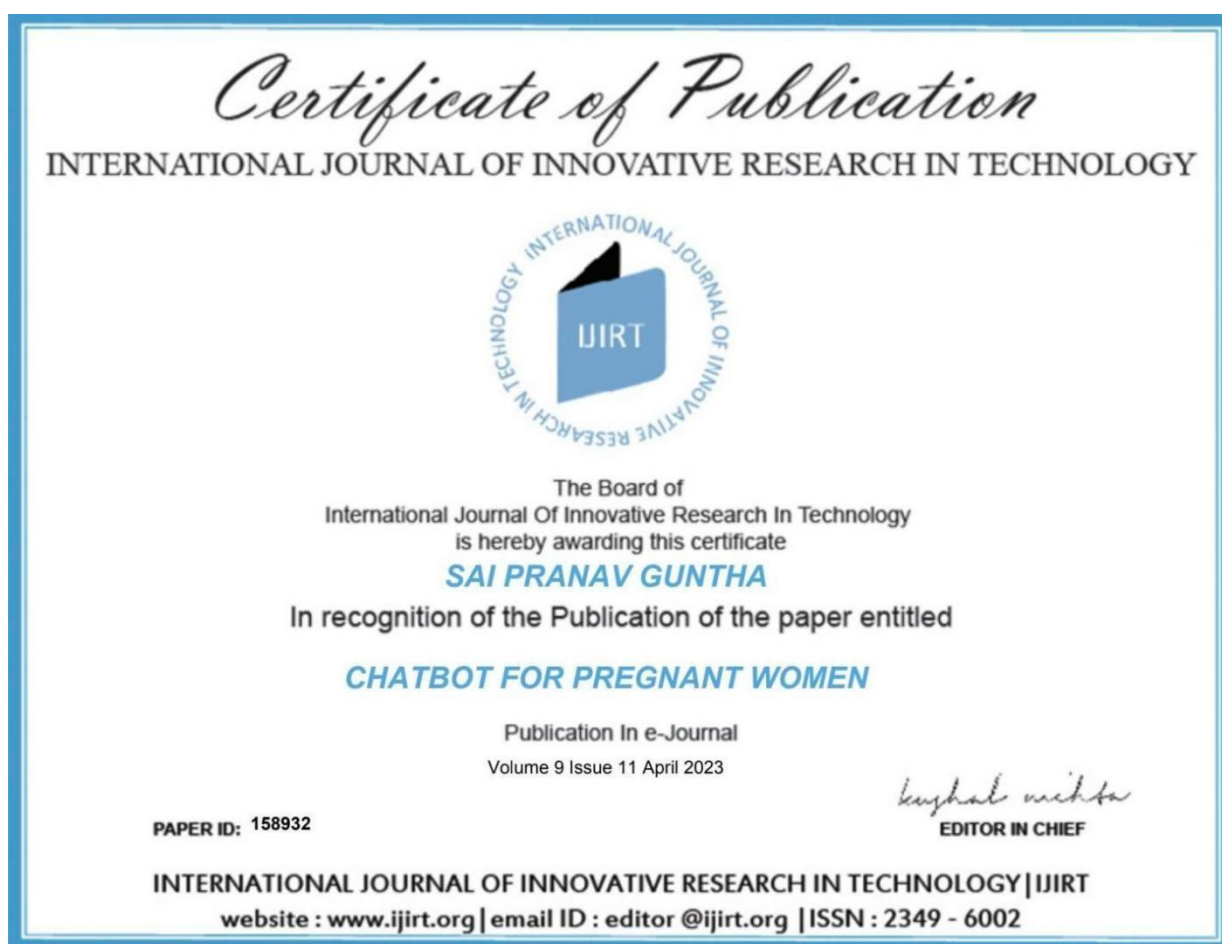 Certificate of Publication
INTERNATIONAL JOURNAL OF INNOVATIVE RESEARCH IN TECHNOLOGY
INTERNATIONAL JOURNAL OF INNOVATIVE RESEARCH IN TECHNOLOGY
IJIRT
The Board of
International Journal Of Innovative Research In Technology
is hereby awarding this certificate
SAI PRANAV GUNTHA
In recognition of the Publication of the paper entitled
CHATBOT FOR PREGNANT WOMEN
Publication In e-Journal
Volume 9 Issue 11 April 2023
PAPER ID: 158932
EDITOR IN CHIEF
INTERNATIONAL JOURNAL OF INNOVATIVE RESEARCH IN TECHNOLOGY|IJIRT
website : www.ijirt.org|email ID : editor @ijirt.org |ISSN : 2349 - 6002